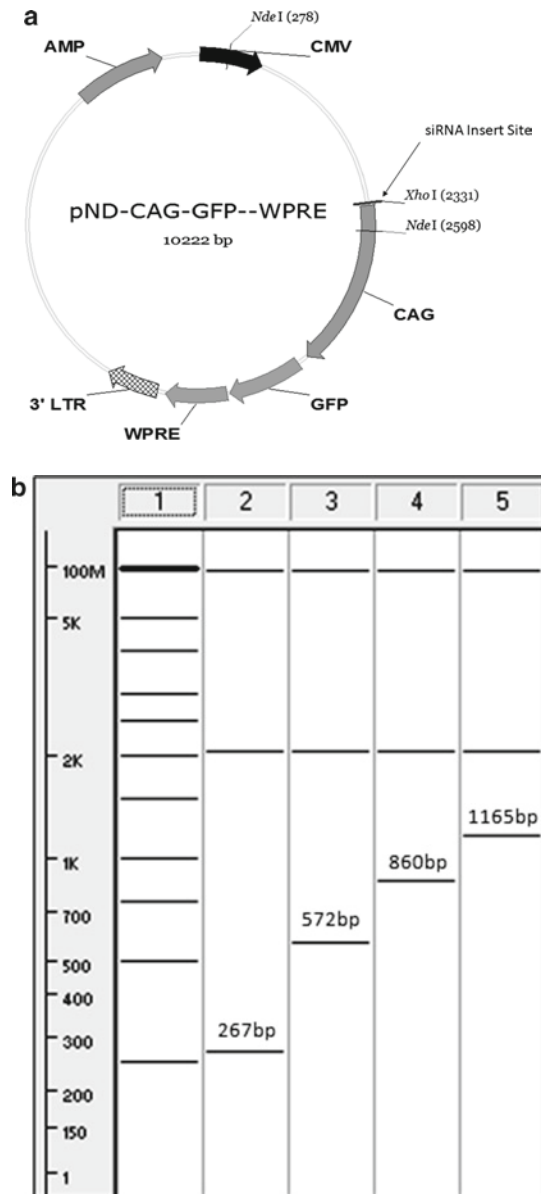 a
NdeI (278)
AMP
CMV
siRNA Insert Site
XhoI (2331)
pND-CAG-GFP--WPRE
NdeI (2598)
10222 bp
CAG
3' LTR
GFP
WPRE
b
1 2 3 4 5
100M
5K
2K
1165bp
1K
860bp
700
572bp
500
400
300
267bp
200
150
1